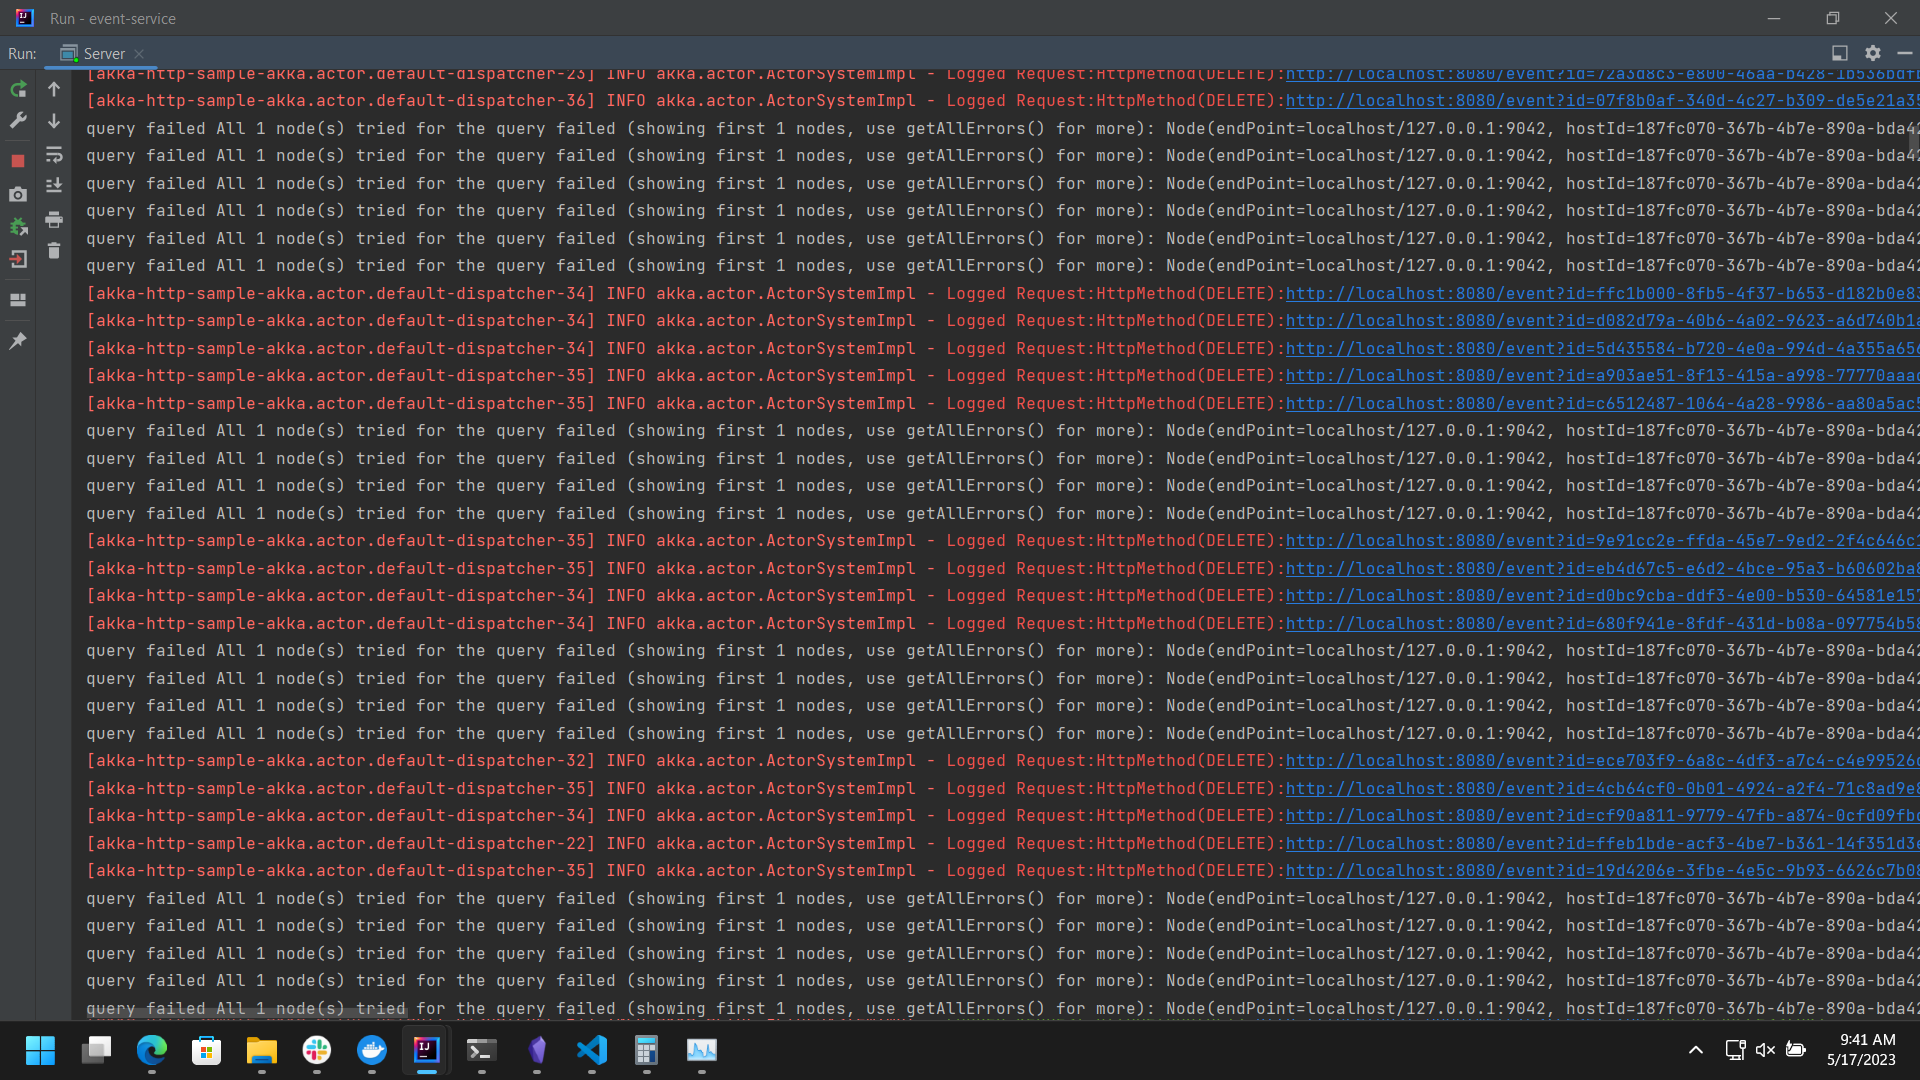 Run - event-service
Run:
Server
[akka-http-sample-akka.actor.default-dispatcher-23] INFO akka.actor.ActorSystemImpl - Logged Request:HttpMethod(DELETE):http://localhost:8080/event?id=72a3d8c3-e800-46aa-b428-1b536bdfb
[akka-http-sample-akka.actor.default-dispatcher-36] INFO akka.actor.ActorSystemImpl - Logged Request:HttpMethod(DELETE):http://localhost:8080/event?id=07f8b0af-340d-4c27-b309-de5e21a35
query failed All 1 node(s) tried for the query failed (showing first 1 nodes, use getAllErrors() for more): Node(endPoint=localhost/127.0.0.1:9042, hostId=187fc070-367b-4b7e-890a-bda42
query failed All 1 node(s) tried for the query failed (showing first 1 nodes, use getAllErrors() for more): Node(endPoint=localhost/127.0.0.1:9042, hostId=187fc070-367b-4b7e-890a-bda42
query failed All 1 node(s) tried for the query failed (showing first 1 nodes, use getAllErrors() for more): Node(endPoint=localhost/127.0.0.1:9042, hostId=187fc070-367b-4b7e-890a-bda42
query failed All 1 node(s) tried for the query failed (showing first 1 nodes, use getAllErrors() for more): Node(endPoint=localhost/127.0.0.1:9042, hostId=187fc070-367b-4b7e-890a-bda42
query failed All 1 node(s) tried for the query failed (showing first 1 nodes, use getAllErrors() for more): Node(endPoint=localhost/127.0.0.1:9042, hostId=187fc070-367b-4b7e-890a-bda42
query failed All 1 node(s) tried for the query failed (showing first 1 nodes, use getAllErrors() for more): Node(endPoint=localhost/127.0.0.1:9042, hostId=187fc070-367b-4b7e-890a-bda42
[akka-http-sample-akka.actor.default-dispatcher-34] INFO akka.actor.ActorSystemImpl - Logged Request:HttpMethod(DELETE):http://localhost:8080/event?id=ffc1b000-8fb5-4f37-b653-d182b0e83
[akka-http-sample-akka.actor.default-dispatcher-34] INFO akka.actor.ActorSystemImpl - Logged Request:HttpMethod(DELETE):http://localhost:8080/event?id=d082d79a-40b6-4a02-9623-a6d740b1a
[akka-http-sample-akka.actor.default-dispatcher-34] INFO akka.actor.ActorSystemImpl - Logged Request:HttpMethod(DELETE):http://localhost:8080/event?id=5d435584-b720-4e0a-994d-4a355a656
[akka-http-sample-akka.actor.default-dispatcher-35] INFO akka.actor.ActorSystemImpl - Logged Request:HttpMethod(DELETE):http://localhost:8080/event?id=a903ae51-8f13-415a-a998-77770aaac
[akka-http-sample-akka.actor.default-dispatcher-35] INFO akka.actor.ActorSystemImpl - Logged Request:HttpMethod(DELETE):http://localhost:8080/event?id=c6512487-1064-4a28-9986-aa80a5ac5
query failed All 1 node(s) tried for the query failed (showing first 1 nodes, use getAllErrors() for more): Node(endPoint=localhost/127.0.0.1:9042, hostId=187fc070-367b-4b7e-890a-bda42
query failed All 1 node(s) tried for the query failed (showing first 1 nodes, use getAllErrors() for more): Node(endPoint=localhost/127.0.0.1:9042, hostId=187fc070-367b-4b7e-890a-bda42
query failed All 1 node(s) tried for the query failed (showing first 1 nodes, use getAllErrors() for more): Node(endPoint=localhost/127.0.0.1:9042, hostId=187fc070-367b-4b7e-890a-bda42
query failed All 1 node(s) tried for the query failed (showing first 1 nodes, use getAllErrors() for more): Node(endPoint=localhost/127.0.0.1:9042, hostId=187fc070-367b-4b7e-890a-bda42
[akka-http-sample-akka.actor.default-dispatcher-35] INFO akka.actor.ActorSystemImpl - Logged Request:HttpMethod(DELETE):http://localhost:8080/event?id=9e91cc2e-ffda-45e7-9ed2-2f4c646c1
[akka-http-sample-akka.actor.default-dispatcher-35] INFO akka.actor.ActorSystemImpl - Logged Request:HttpMethod(DELETE):http://localhost:8080/event?id=eb4d67c5-e6d2-4bce-95a3-b60602ba8
[akka-http-sample-akka.actor.default-dispatcher-34] INFO akka.actor.ActorSystemImpl - Logged Request:HttpMethod(DELETE):http://localhost:8080/event?id=d0bc9cba-ddf3-4e00-b530-64581e157
[akka-http-sample-akka.actor.default-dispatcher-34] INFO akka.actor.ActorSystemImpl - Logged Request:HttpMethod(DELETE):http://localhost:8080/event?id=680f941e-8fdf-431d-b08a-097754b58
query failed All 1 node(s) tried for the query failed (showing first 1 nodes, use getAllErrors() for more): Node(endPoint=localhost/127.0.0.1:9042, hostId=187fc070-367b-4b7e-890a-bda42
query failed All 1 node(s) tried for the query failed (showing first 1 nodes, use getAllErrors() for more): Node(endPoint=localhost/127.0.0.1:9042, hostId=187fc070-367b-4b7e-890a-bda42
query failed All 1 node(s) tried for the query failed (showing first 1 nodes, use getAllErrors() for more): Node(endPoint=localhost/127.0.0.1:9042, hostId=187fc070-367b-4b7e-890a-bda42
query failed All 1 node(s) tried for the query failed (showing first 1 nodes, use getAllErrors() for more): Node(endPoint=localhost/127.0.0.1:9042, hostId=187fc070-367b-4b7e-890a-bda42
[akka-http-sample-akka.actor.default-dispatcher-32] INFO akka.actor.ActorSystemImpl - Logged Request:HttpMethod(DELETE):http://localhost:8080/event?id=ece703f9-6a8c-4df3-a7c4-c4e99526c
[akka-http-sample-akka.actor.default-dispatcher-35] INFO akka.actor.ActorSystemImpl - Logged Request:HttpMethod(DELETE):http://localhost:8080/event?id=4cb64cf0-0b01-4924-a2f4-71c8ad9e8
[akka-http-sample-akka.actor.default-dispatcher-34] INFO akka.actor.ActorSystemImpl - Logged Request:HttpMethod(DELETE):http://localhost:8080/event?id=cf90a811-9779-47fb-a874-0cfd09fbc
[akka-http-sample-akka.actor.default-dispatcher-22] INFO akka.actor.ActorSystemImpl - Logged Request:HttpMethod(DELETE):http://localhost:8080/event?id=ffeb1bde-acf3-4be7-b361-14f351d3e
[akka-http-sample-akka.actor.default-dispatcher-35] INFO akka.actor.ActorSystemImpl - Logged Request:HttpMethod(DELETE):http://localhost:8080/event?id=19d4206e-3fbe-4e5c-9b93-6626c7b08
query failed All 1 node(s) tried for the query failed (showing first 1 nodes, use getAllErrors() for more): Node(endPoint=localhost/127.0.0.1:9042, hostId=187fc070-367b-4b7e-890a-bda42
query failed All 1 node(s) tried for the query failed (showing first 1 nodes, use getAllErrors() for more): Node(endPoint=localhost/127.0.0.1:9042, hostId=187fc070-367b-4b7e-890a-bda42
query failed All 1 node(s) tried for the query failed (showing first 1 nodes, use getAllErrors() for more): Node(endPoint=localhost/127.0.0.1:9042, hostId=187fc070-367b-4b7e-890a-bda42
query failed All 1 node(s) tried for the query failed (showing first 1 nodes, use getAllErrors() for more): Node(endPoint=localhost/127.0.0.1:9042, hostId=187fc070-367b-4b7e-890a-bda42
query failed All 1 node(s) tried for the query failed (showing first 1 nodes, use getAllErrors() for more): Node(endPoint=localhost/127.0.0.1:9042, hostId=187fc070-367b-4b7e-890a-bda42
9:41 AM
5/17/2023